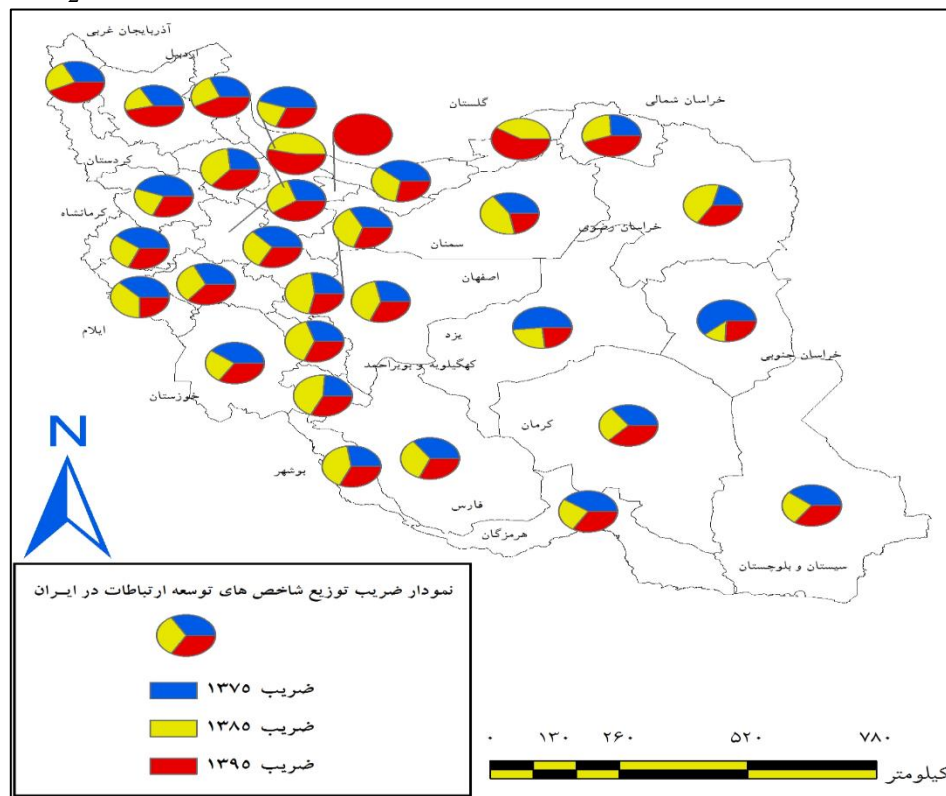 آذربایجان غربی
اردبیل
گلستان
خراسان شمالی
کردستان
کرمانشاه
سمنان
خراسان رضوی
اصفهان
ایلام
یزد
خراسان جنوبی
کهگیلویه و بویراحمد
خوزستان
کرمان
بوشهر
فارس
هرمزگان
سیستان و بلوچستان
N
نمودار ضریب توزیع شاخص های توسعه ارتباطات در ایران
ضریب ۱۳۷۵
ضریب ۱۳۸۵
ضریب ۱۳۹۵
۰ ۱۳۰ ۲۶۰ ۵۲۰ ۷۸۰
کیلومتر